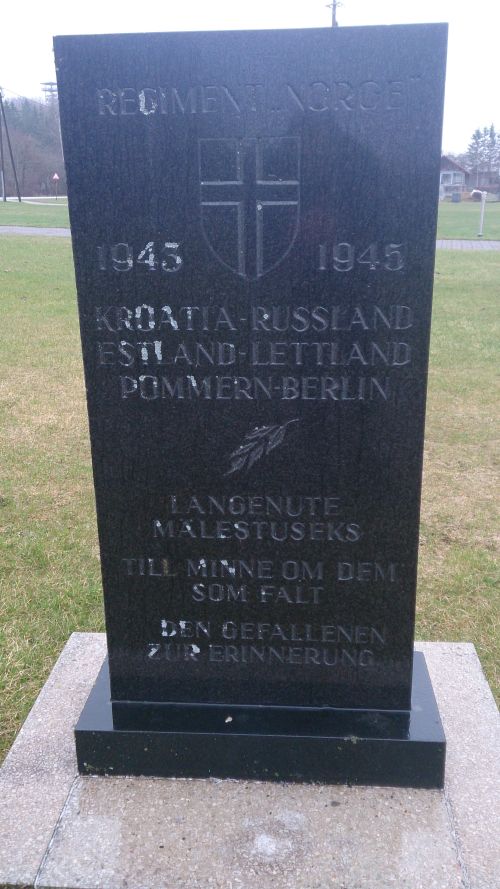 REGIMENT „NORGE"
1943 1945
KROATIA-RUSSLAND
ESTLAND-LETTLAND
POMMERN-BERLIN
LANGENUTE
MÄLESTUSEKS
TILL MINNE OM DEM
SOM FALT
DEN GEFALLENEN
ZUR ERINNERUNG